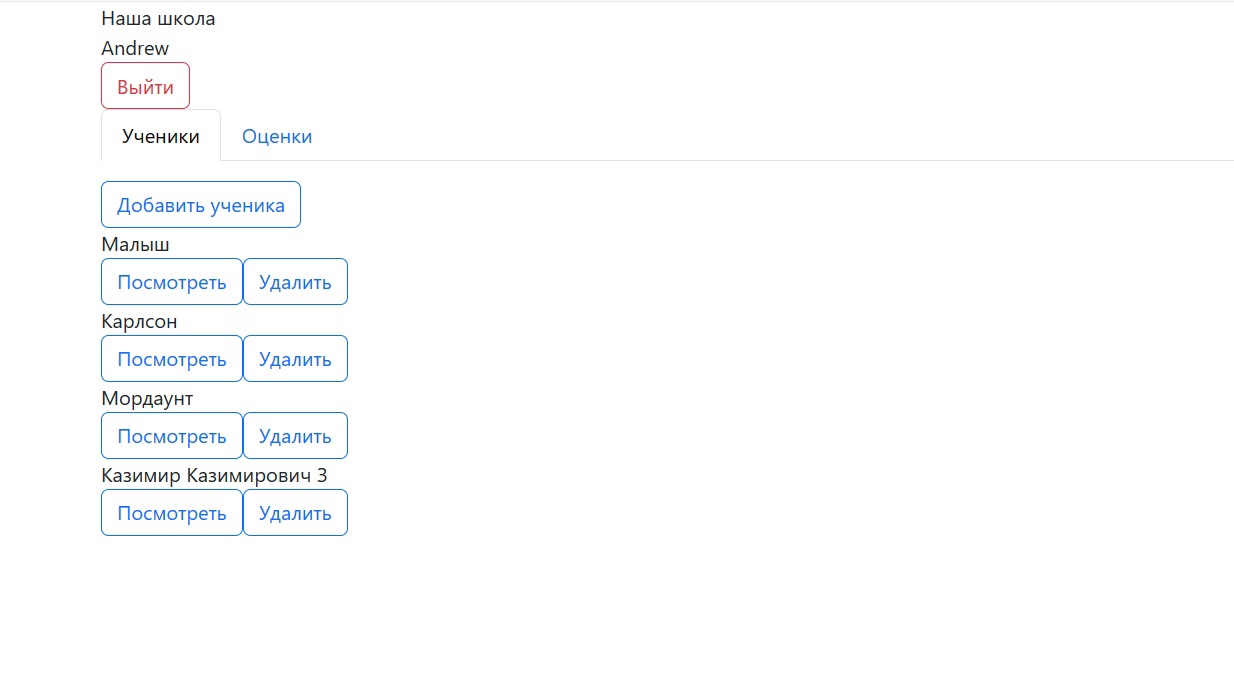 Наша школа
Andrew
Выйти
Ученики Оценки
Добавить ученика
Малыш
Посмотреть Удалить
Карлсон
Посмотреть Удалить
Мордаунт
Посмотреть Удалить
Казимир Казимирович 3
Посмотреть Удалить